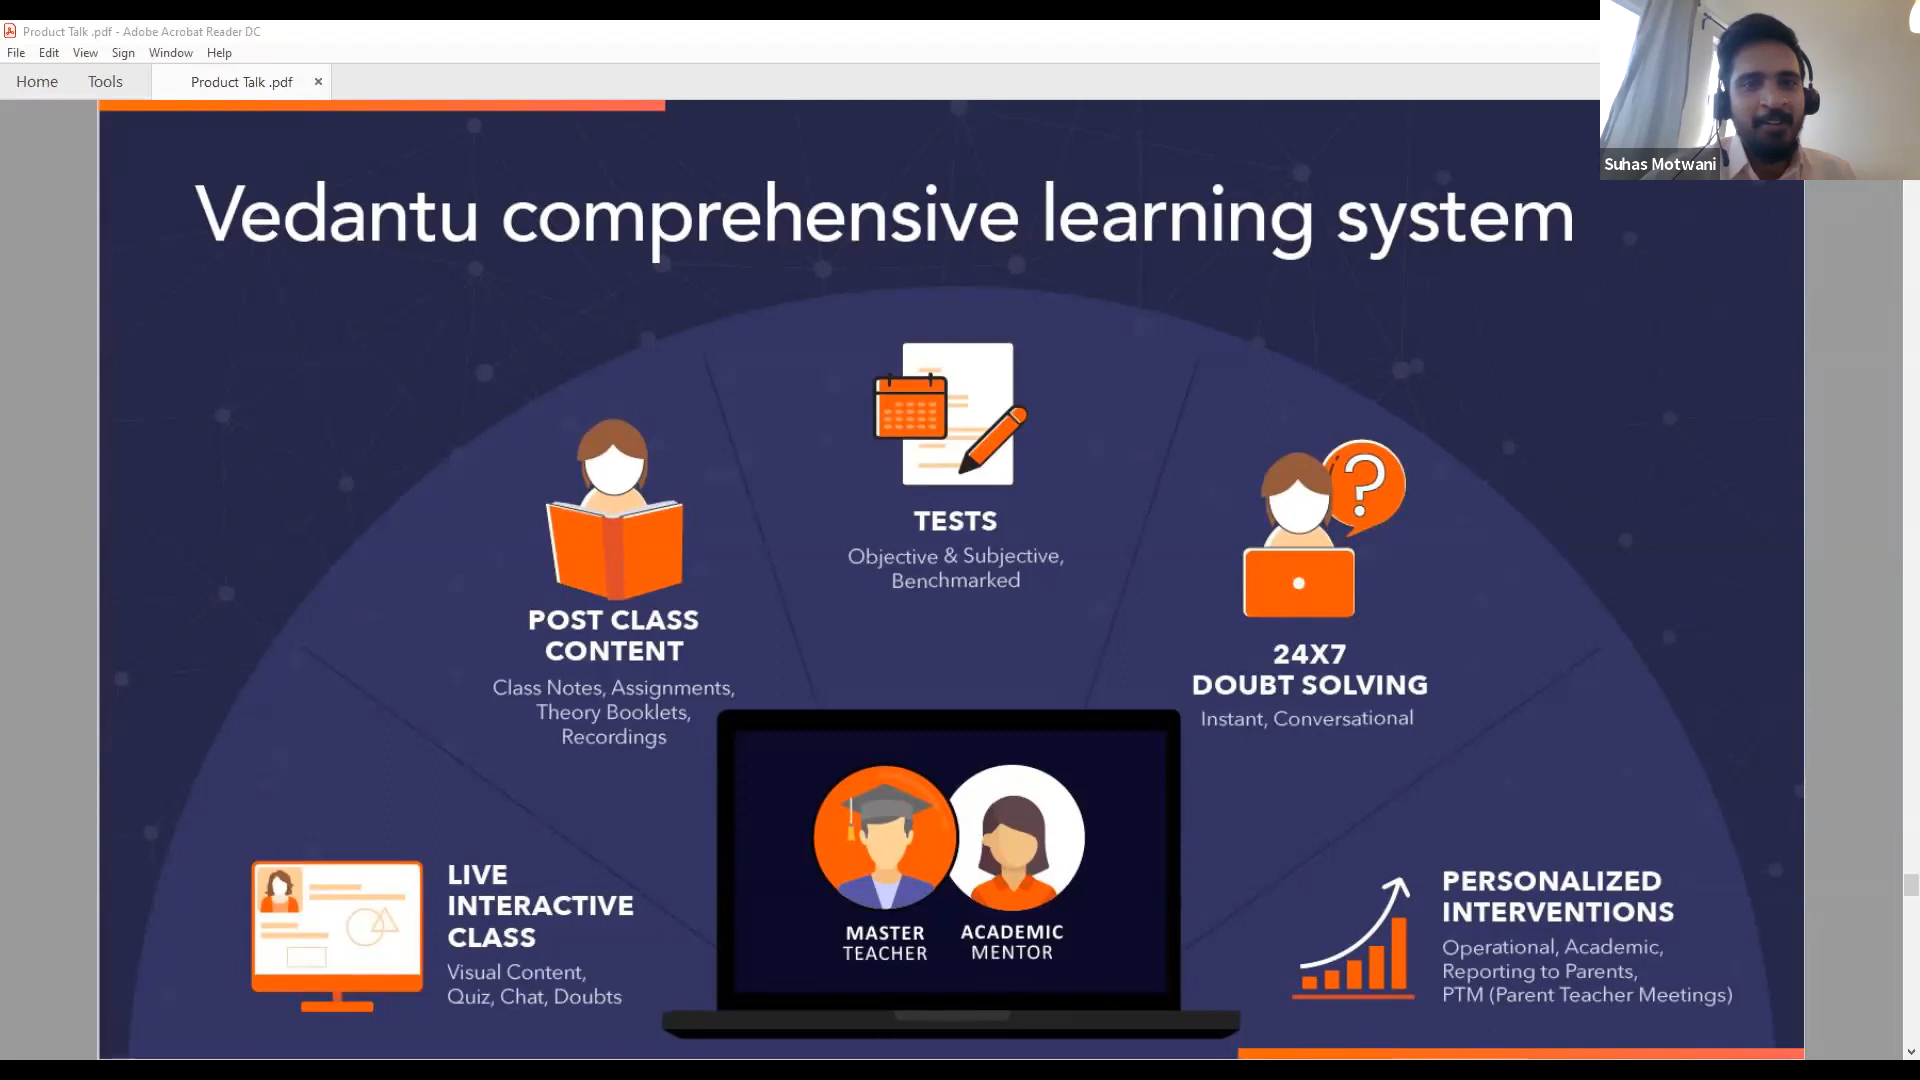 Product Talk .pdf - Adobe Acrobat Reader DC
File Edit View Sign Window Help
Home Tools Product Talk .pdf ×
Suhas Motwani
Vedantu comprehensive learning system
TESTS
Objective & Subjective,
Benchmarked
POST CLASS
CONTENT
Class Notes, Assignments,
Theory Booklets,
Recordings
?
24X7
DOUBT SOLVING
Instant, Conversational
LIVE
INTERACTIVE
CLASS
Visual Content,
Quiz, Chat, Doubts
MASTER
TEACHER
ACADEMIC
MENTOR
PERSONALIZED
INTERVENTIONS
Operational, Academic,
Reporting to Parents,
PTM (Parent Teacher Meetings)